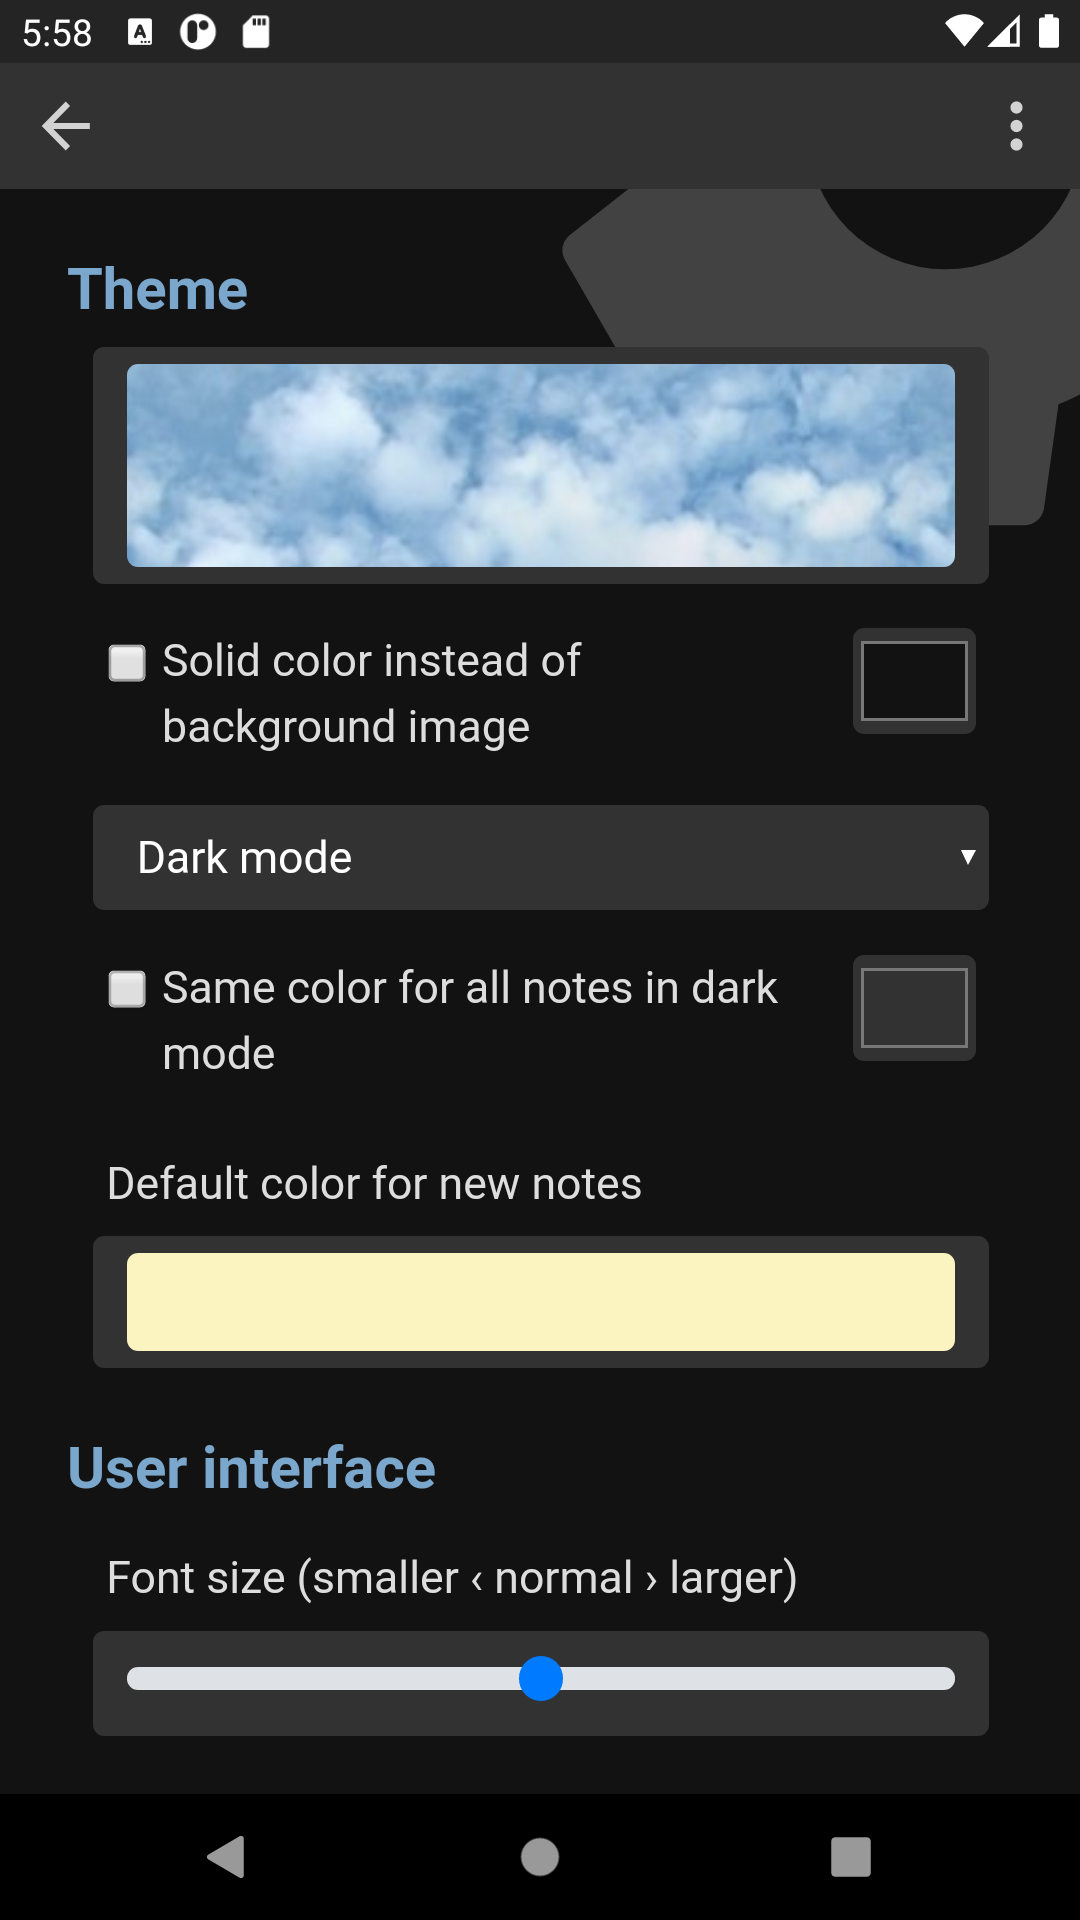 5:58
Theme
Solid color instead of
background image
Dark mode
Same color for all notes in dark
mode
Default color for new notes
User interface
Font size (smaller ‹ normal › larger)